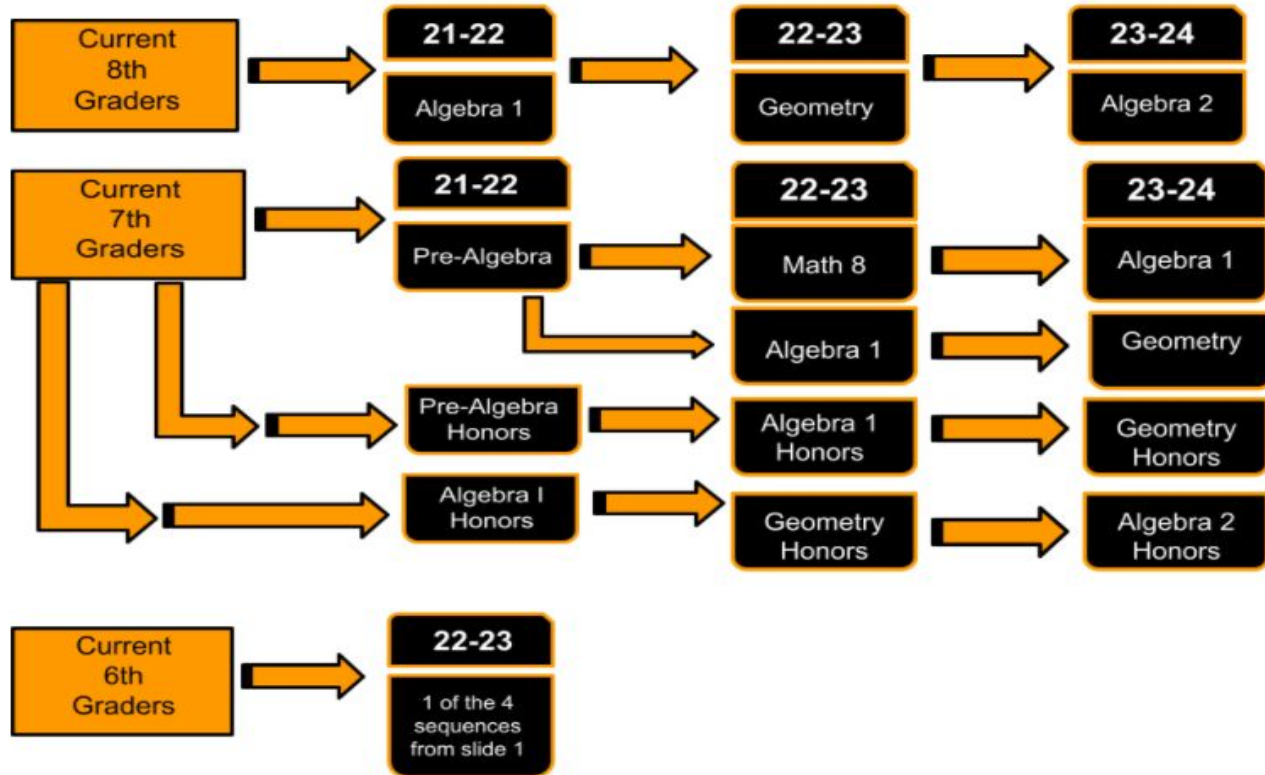 Current
8th
Graders
21-22
Algebra 1
22-23
Geometry
23-24
Algebra 2
Current
7th
Graders
21-22
Pre-Algebra
22-23
Math 8
23-24
Algebra 1
Algebra 1
Geometry
Pre-Algebra
Honors
Algebra 1
Honors
Geometry
Honors
Algebra I
Honors
Geometry
Honors
Algebra 2
Honors
Current
6th
Graders
22-23
1 of the 4
sequences
from slide 1